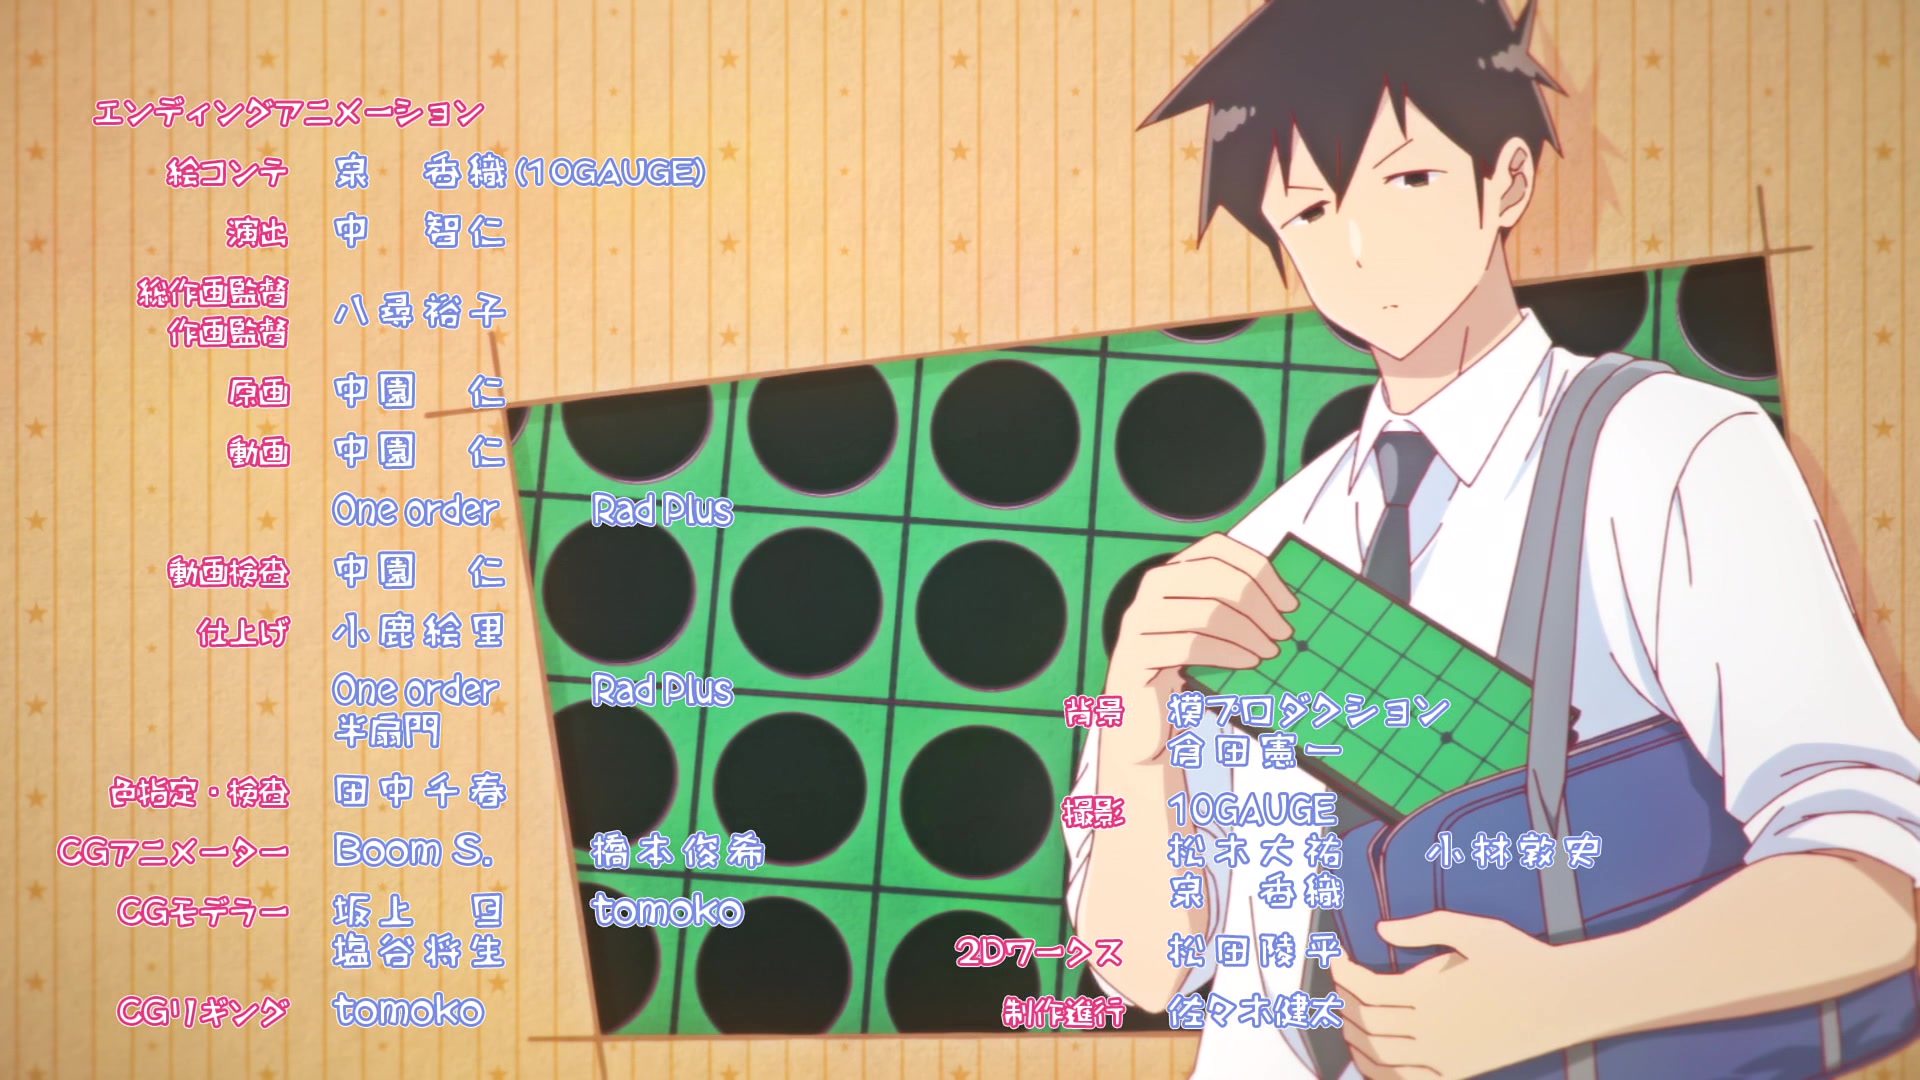 エンディングアニメーション
絵コンテ 泉 香織(10GAUGE)
演出 中 智仁
総作画監督
作画監督 八尋裕子
原画 中園 仁
動画 中園 仁
One order Rad Plus
動画検査 中園 仁
仕上げ 小鹿絵里
One order Rad Plus
半扇門
色指定・検査 田中千春
CGアニメーター Boom S. 橋本俊希
CGモデラー 坂上 旦 tomoko
塩谷将生
CGリギング tomoko
背景 獏プロダクション
倉田憲一
撮影 10GAUGE
松木大祐 小林敦史
泉 香織
2Dワークス 松田陵平
制作進行 佐々木健太